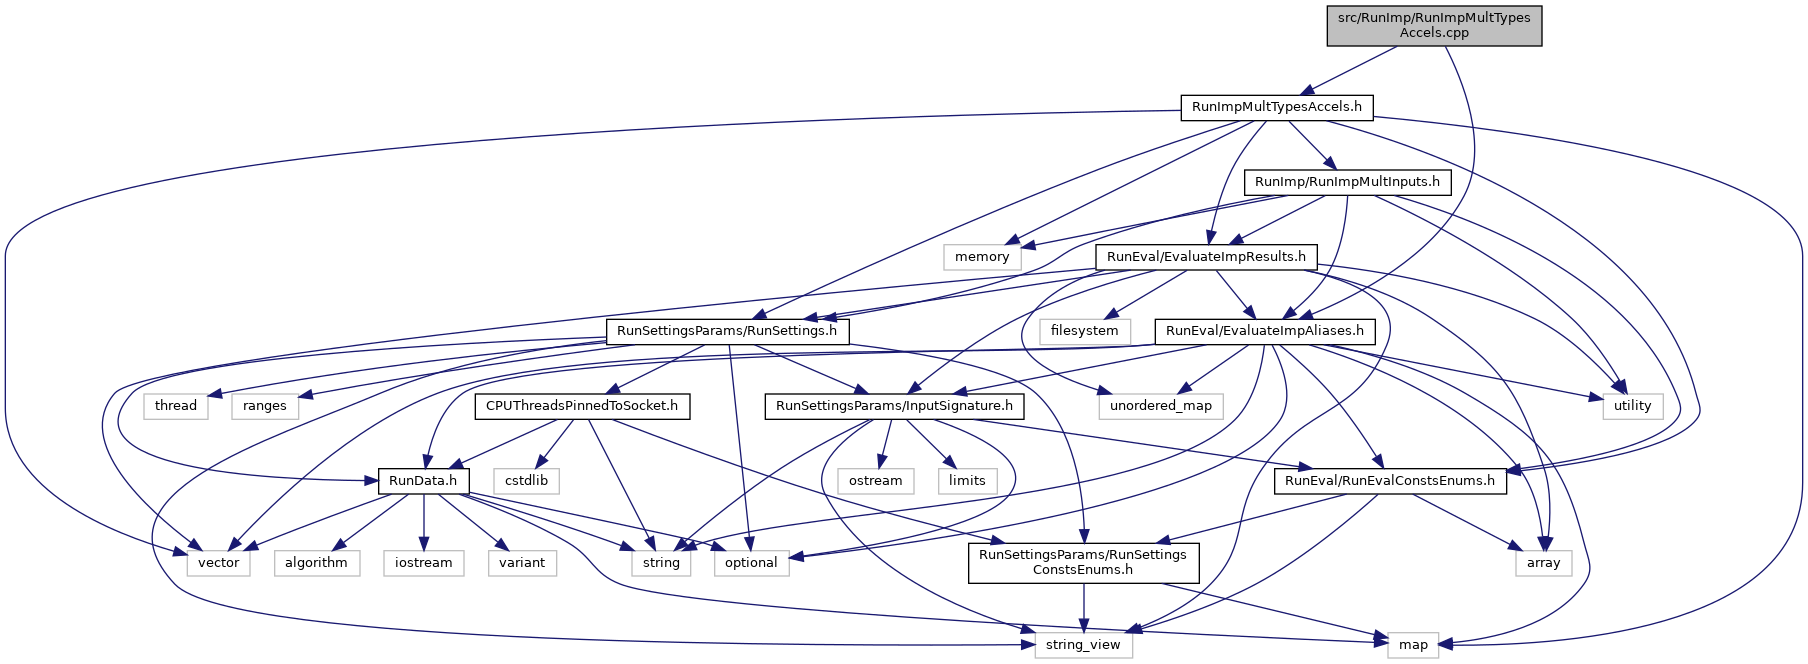 src/RunImp/RunImpMultTypes
Accels.cpp
RunImpMultTypesAccels.h
RunImp/RunImpMultInputs.h
memory
RunEval/EvaluateImpResults.h
RunSettingsParams/RunSettings.h
filesystem
RunEval/EvaluateImpAliases.h
thread
ranges
CPUThreadsPinnedToSocket.h
RunSettingsParams/InputSignature.h
unordered_map
utility
RunData.h
cstdlib
ostream
limits
RunEval/RunEvalConstsEnums.h
vector
algorithm
iostream
variant
string
optional
RunSettingsParams/RunSettings
ConstsEnums.h
array
string_view
map